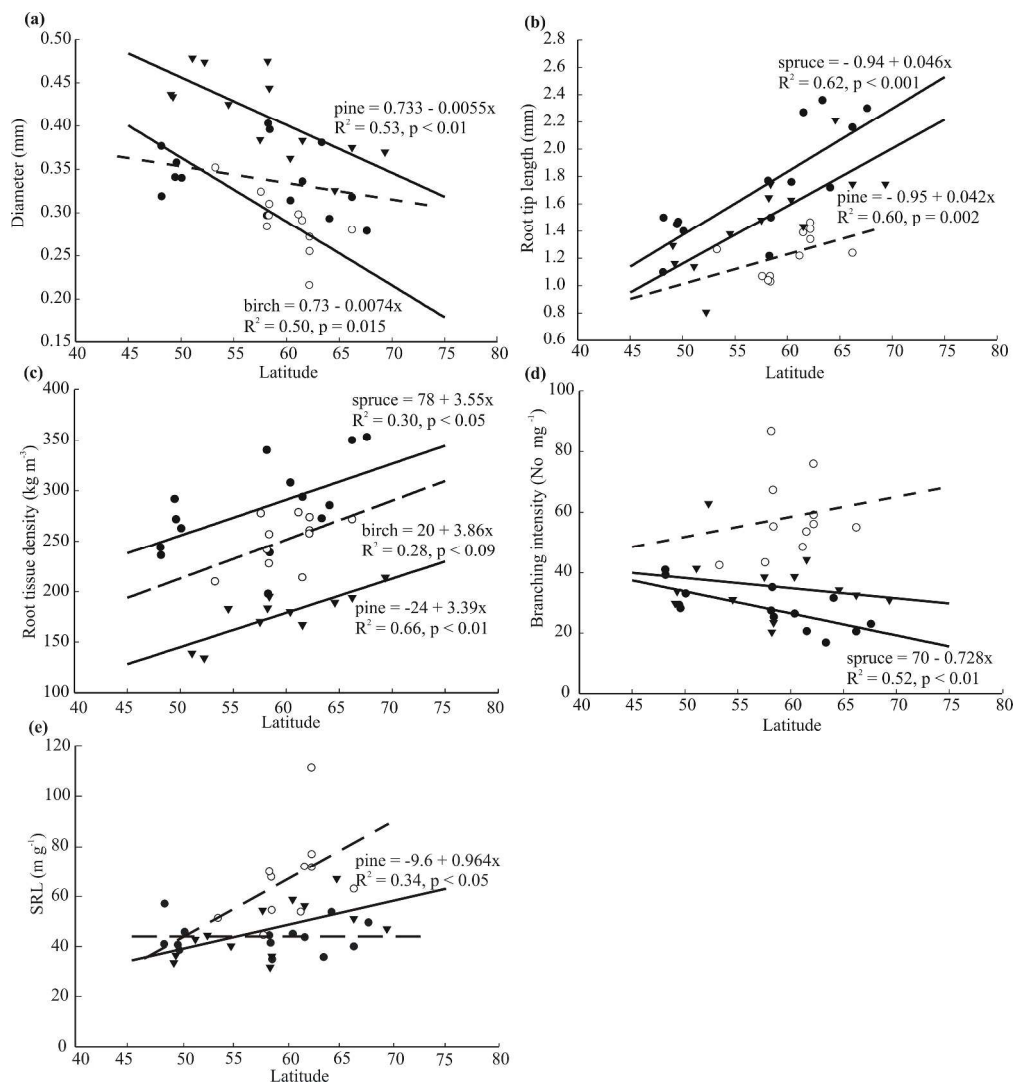 (a)
0.50
0.45
0.40
0.35
0.30
0.25
0.20
0.15
Diameter (mm)
pine = 0.733 - 0.0055x
R² = 0.53, p < 0.01
birch = 0.73 - 0.0074x
R² = 0.50, p = 0.015
40 45 50 55 60 65 70 75 80
Latitude
(b)
2.8
2.6
2.4
2.2
2.0
1.8
1.6
1.4
1.2
1.0
0.8
0.6
Root tip length (mm)
spruce = - 0.94 + 0.046x
R² = 0.62, p < 0.001
pine = - 0.95 + 0.042x
R² = 0.60, p = 0.002
40 45 50 55 60 65 70 75 80
Latitude
(c)
400
350
300
250
200
150
100
Root tissue density (kg m⁻³)
spruce = 78 + 3.55x
R² = 0.30, p < 0.05
birch = 20 + 3.86x
R² = 0.28, p < 0.09
pine = -24 + 3.39x
R² = 0.66, p < 0.01
40 45 50 55 60 65 70 75 80
Latitude
(d)
100
80
60
40
20
0
Branching intensity (No mg⁻¹)
spruce = 70 - 0.728x
R² = 0.52, p < 0.01
40 45 50 55 60 65 70 75 80
Latitude
(e)
120
100
80
60
40
20
0
SRL (m g⁻¹)
pine = -9.6 + 0.964x
R² = 0.34, p < 0.05
40 45 50 55 60 65 70 75 80
Latitude